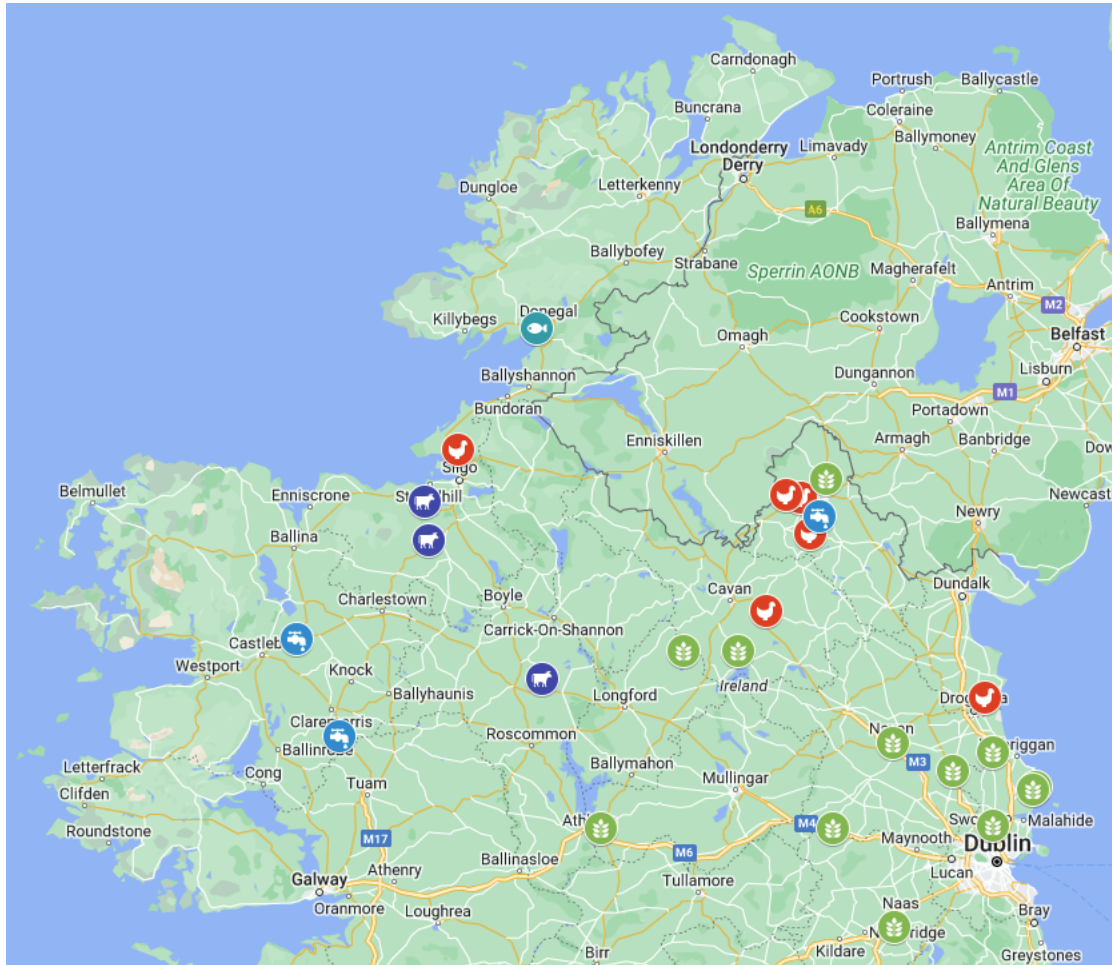 Carndonagh
Portrush
Ballycastle
Buncrana
Coleraine
Ballymoney
Londonderry
Derry
Limavady
Antrim Coast
And Glens
Area Of
Natural Beauty
Dungloe
Letterkenny
A6
Ballymena
Ballybofey
Strabane
Sperrin AONB
Magherafelt
Antrim
M2
Donegal
Killybegs
Cookstown
Omagh
Belfast
Ballyshannon
Dungannon
Lisburn
M1
Bundoran
Portadown
Enniskillen
Armagh
Banbridge
Sligo
Belmullet
Enniscrone
Newry
Ballina
Dundalk
Cavan
Charlestown
Boyle
Carrick-On-Shannon
Westport
Knock
Ballyhaunis
Longford
Ireland
Roscommon
M3
Letterfrack
Cong
Ballymahon
Mullingar
Clifden
Tuam
Roundstone
M17
M4
Maynooth
Malahide
Dublin
Lucan
M6
Ballinasloe
Galway
Athenry
Tullamore
Oranmore
Loughrea
Naas
Bray
Birr
Kildare
Greystones